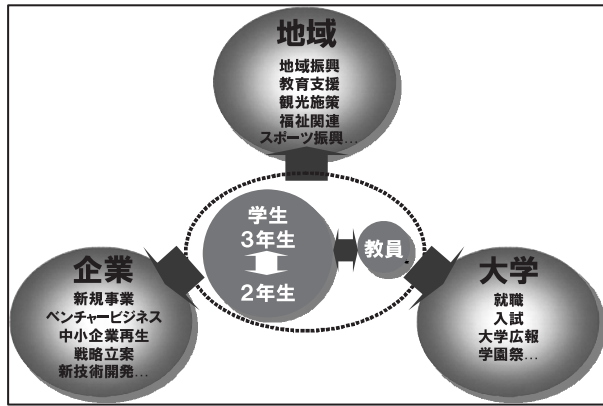 地域
地域振興
教育支援
観光施策
福祉関連
スポーツ振興…
学生
3年生
2年生
教員
企業
新規事業
ベンチャービジネス
中小企業再生
戦略立案
新技術開発…
大学
就職
入試
大学広報
学園祭…